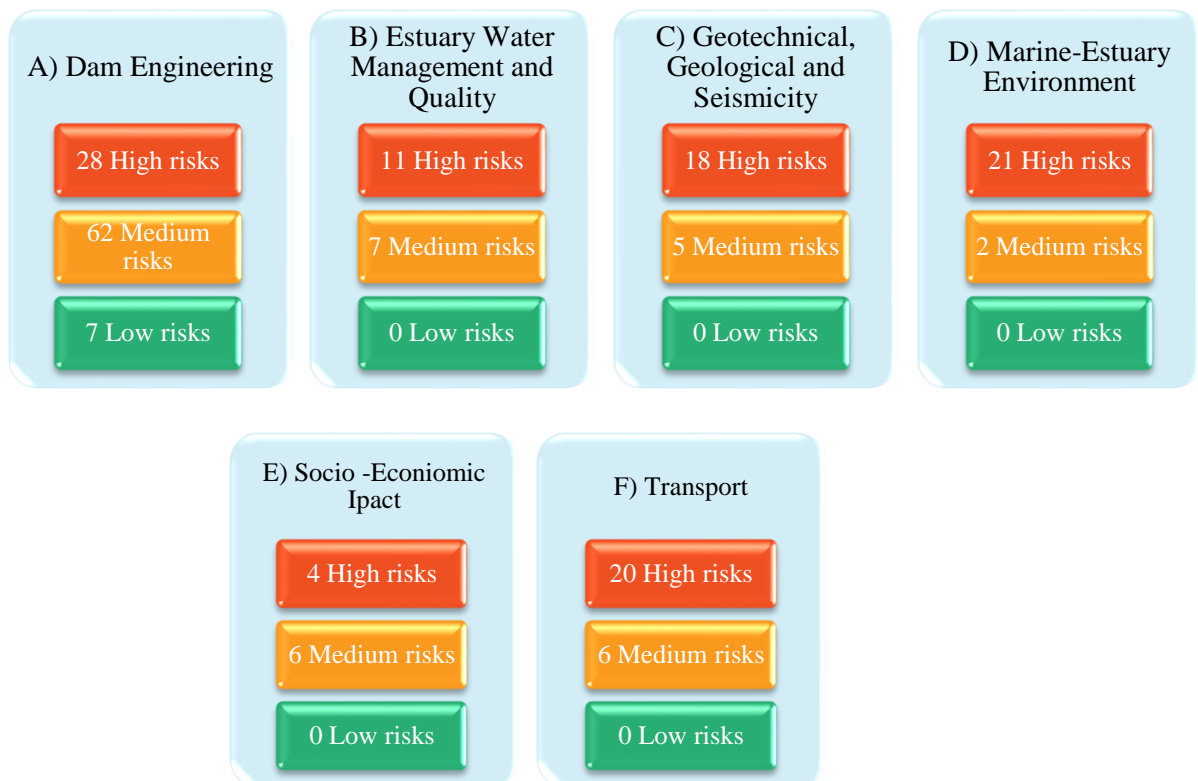 A) Dam Engineering
28 High risks
62 Medium
risks
7 Low risks
B) Estuary Water
Management and
Quality
11 High risks
7 Medium risks
0 Low risks
C) Geotechnical,
Geological and
Seismicity
18 High risks
5 Medium risks
0 Low risks
D) Marine-Estuary
Environment
21 High risks
2 Medium risks
0 Low risks
E) Socio -Econiomic
Ipact
4 High risks
6 Medium risks
0 Low risks
F) Transport
20 High risks
6 Medium risks
0 Low risks